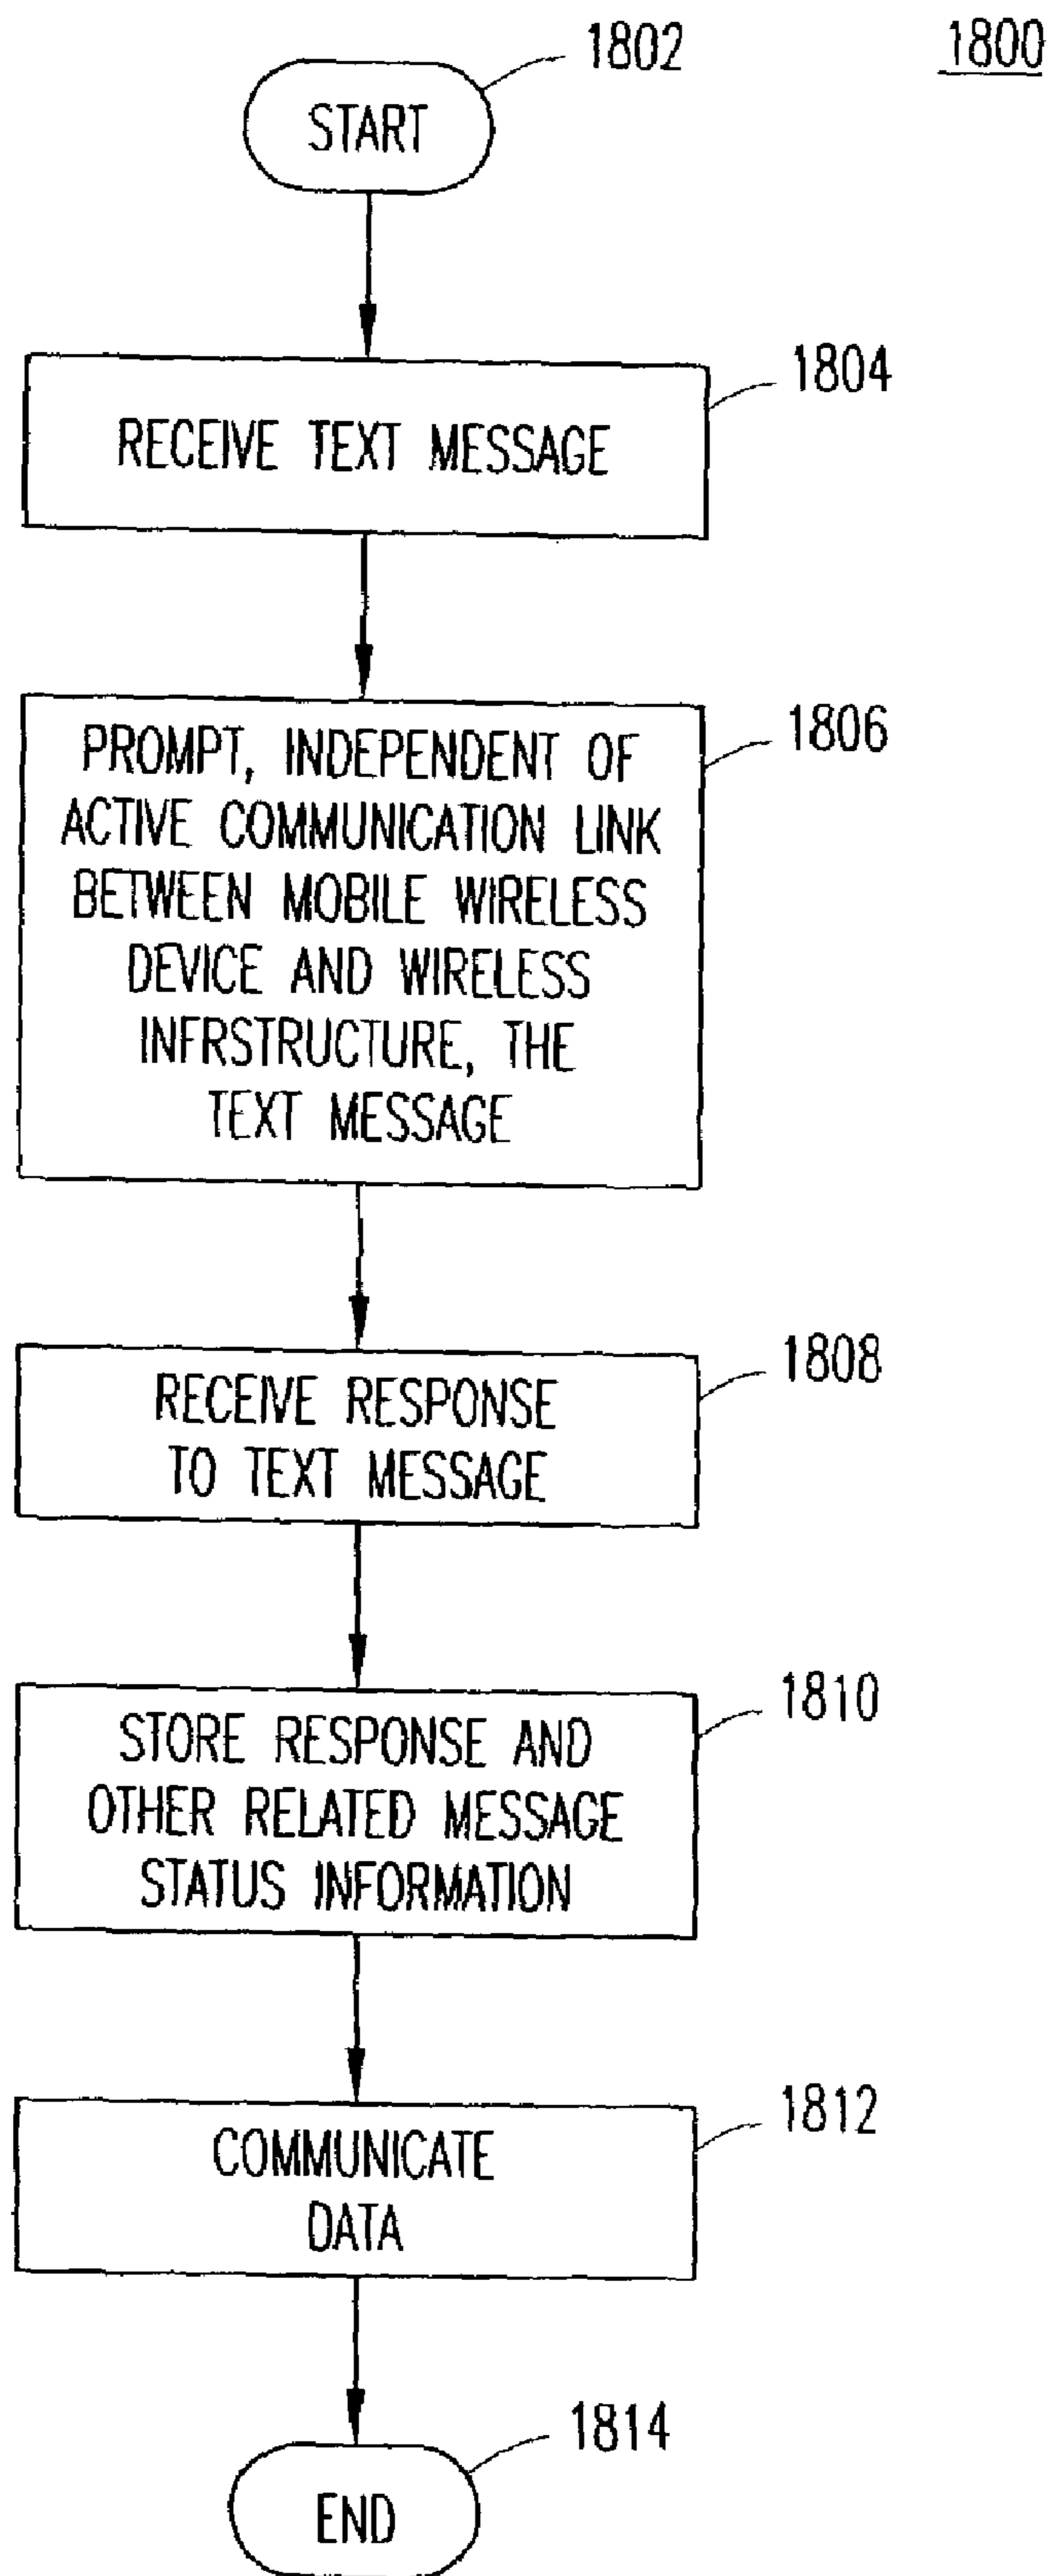 1802
1800
START
1804
RECEIVE TEXT MESSAGE
1806
PROMPT, INDEPENDENT OF
ACTIVE COMMUNICATION LINK
BETWEEN MOBILE WIRELESS
DEVICE AND WIRELESS
INFRSTRUCTURE, THE
TEXT MESSAGE
1808
RECEIVE RESPONSE
TO TEXT MESSAGE
1810
STORE RESPONSE AND
OTHER RELATED MESSAGE
STATUS INFORMATION
1812
COMMUNICATE
DATA
1814
END